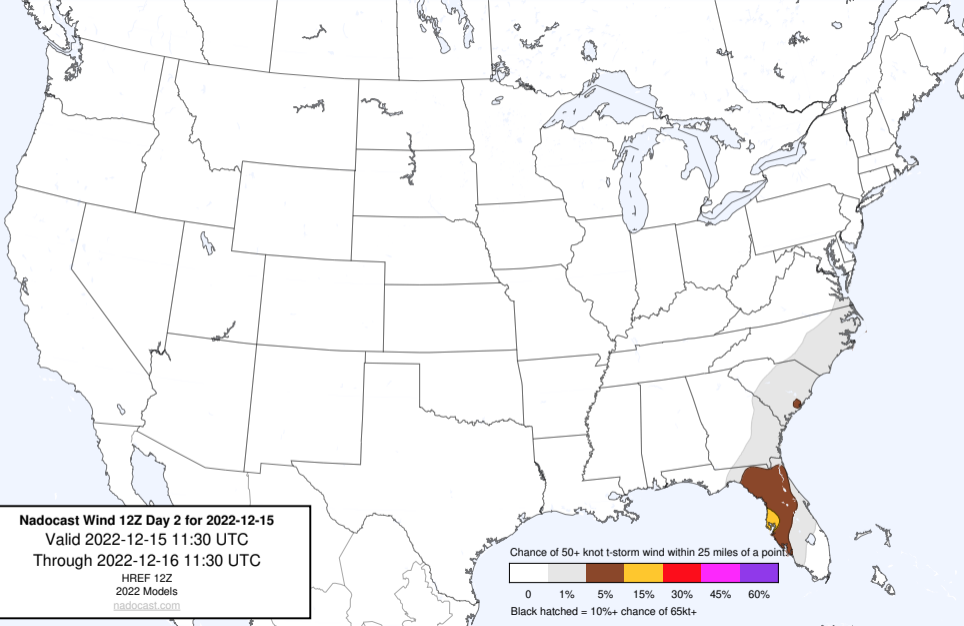 Nadocast Wind 12Z Day 2 for 2022-12-15
Valid 2022-12-15 11:30 UTC
Through 2022-12-16 11:30 UTC
HREF 12Z
2022 Models
nadocast.com
Chance of 50+ knot t-storm wind within 25 miles of a point.
0 1% 5% 15% 30% 45% 60%
Black hatched = 10%+ chance of 65kt+